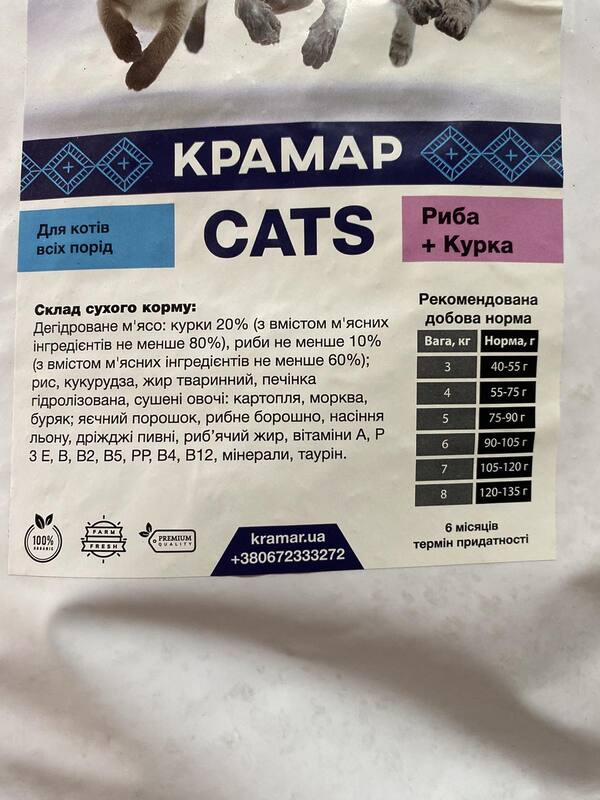 КРАМАР
Для котів
всіх порід
CATS
Риба
+ Курка
Склад сухого корму:
Дегідроване м'ясо: курки 20% (з вмістом м'ясних
інгредієнтів не менше 80%), риби не менше 10%
(з вмістом м'ясних інгредієнтів не менше 60%);
рис, кукурудза, жир тваринний, печінка
гідролізована, сушені овочі: картопля, морква,
буряк; яєчний порошок, рибне борошно, насіння
льону, дріжджі пивні, риб'ячий жир, вітаміни А, Р
3 Е, В, В2, В5, РР, В4, В12, мінерали, таурін.
Рекомендована
добова норма
Вага, кг Норма, г
3 40-55 г
4 55-75 г
5 75-90 г
6 90-105 г
7 105-120 г
8 120-135 г
6 місяців
термін придатності
100%
ORGANIC
FARM
FRESH
PREMIUM
QUALITY
kramar.ua
+380672333272